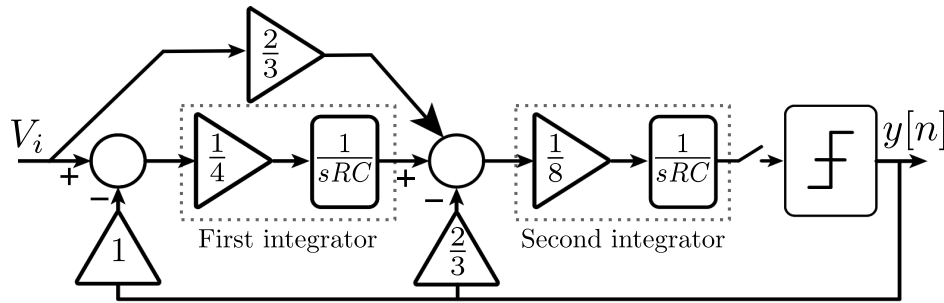 2/3
V_i
y[n]
1/4
1/sRC
1/8
1/sRC
+
+
−
−
First integrator
Second integrator
1
2/3